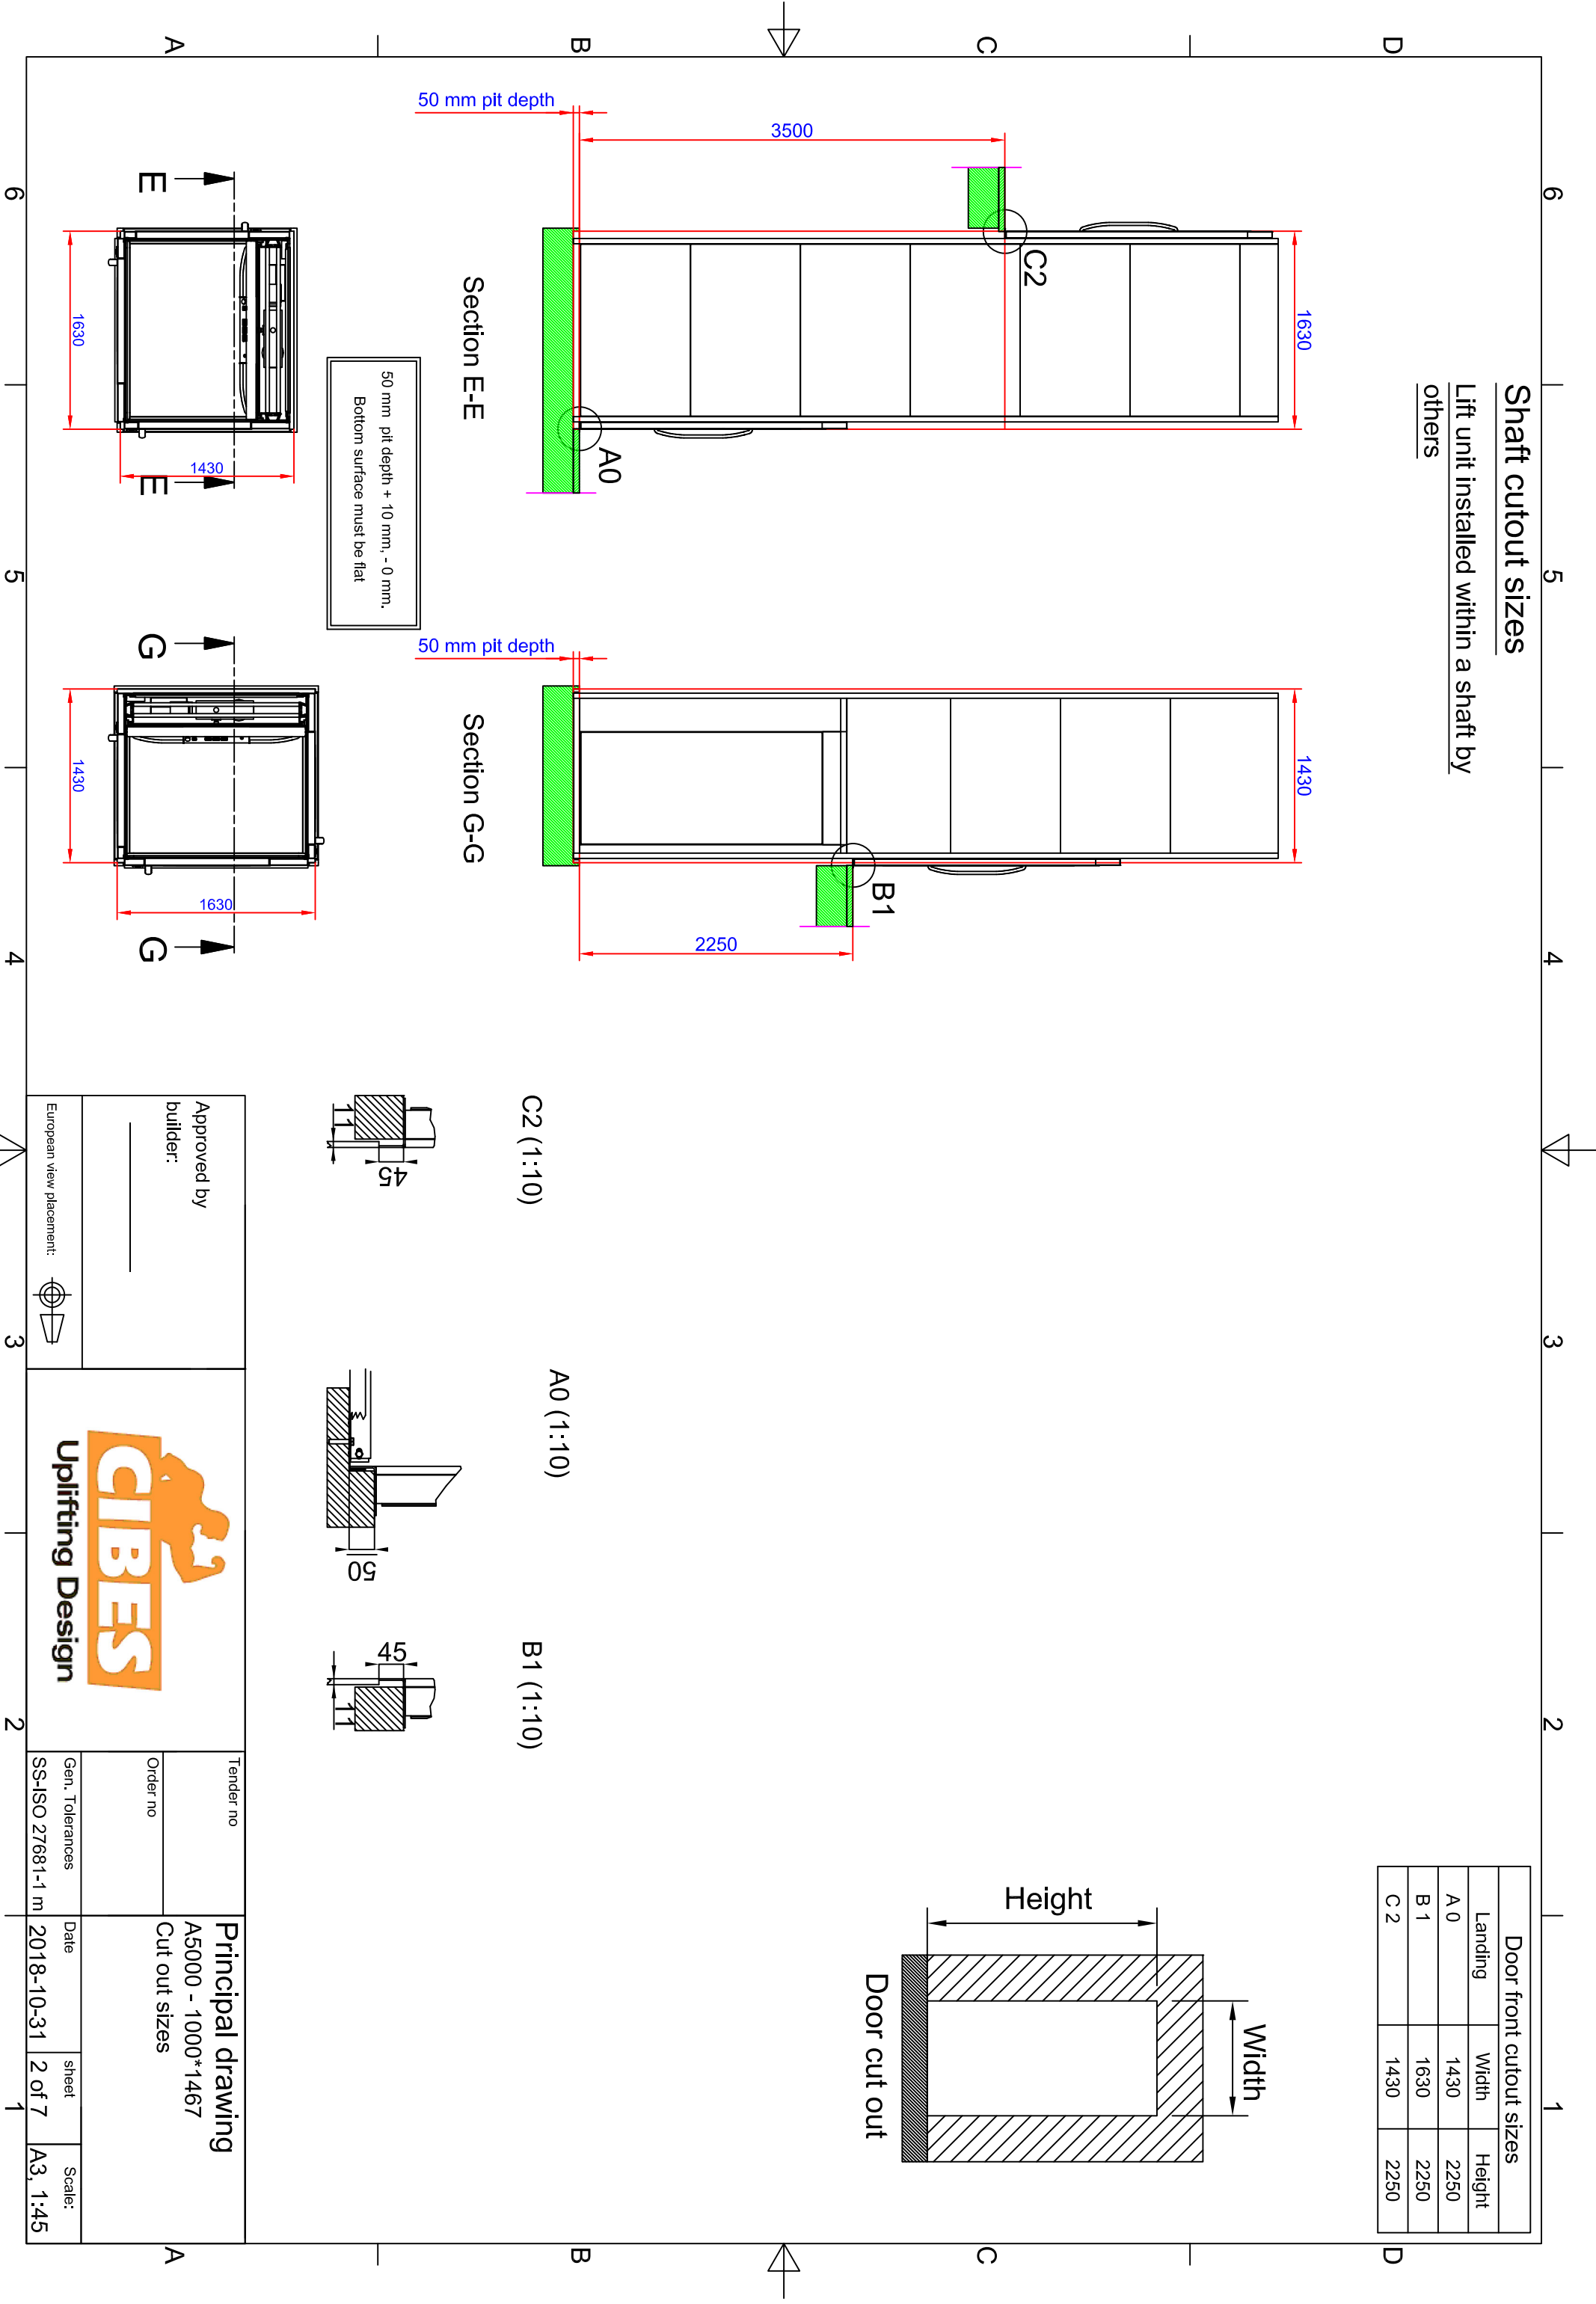 Shaft cutout sizes
Lift unit installed within a shaft by
others
Door front cutout sizes
Landing Width Height
A 0 1430 2250
B 1 1630 2250
C 2 1430 2250
1630
C2
3500
50 mm pit depth
A0
Section E-E
1430
B1
2250
50 mm pit depth
Section G-G
Width
Height
Door cut out
50 mm pit depth + 10 mm, - 0 mm.
Bottom surface must be flat
E
E
1630
1430
G
G
1430
1630
C2 (1:10)
11
45
A0 (1:10)
50
B1 (1:10)
45
11
Approved by
builder:
European view placement:
CIBES
Uplifting Design
Tender no
Order no
Gen. Tolerances
SS-ISO 27681-1 m
Principal drawing
A5000 - 1000*1467
Cut out sizes
Date
2018-10-31
sheet
2 of 7
Scale:
A3, 1:45
6 5 4 3 2 1
6 5 4 3 2 1
D C B A
D C B A